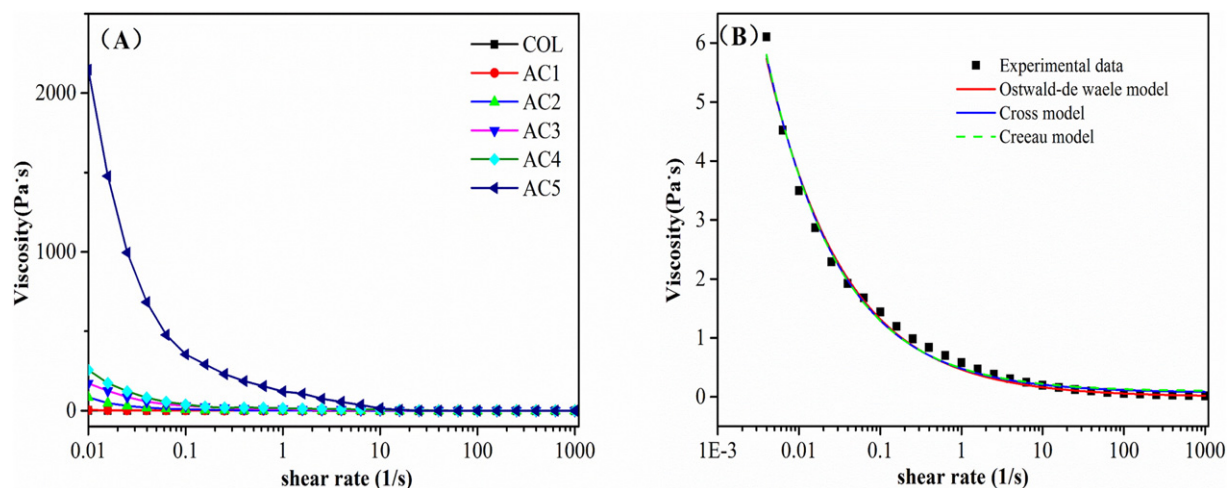 (A)
COL
AC1
AC2
AC3
AC4
AC5
2000
1000
0
Viscosity(Pa·s)
0.01 0.1 1 10 100 1000
shear rate (1/s)
(B)
Experimental data
Ostwald-de waele model
Cross model
Creeau model
6
5
4
3
2
1
0
Viscosity(Pa·s)
1E-3 0.01 0.1 1 10 100 1000
shear rate (1/s)